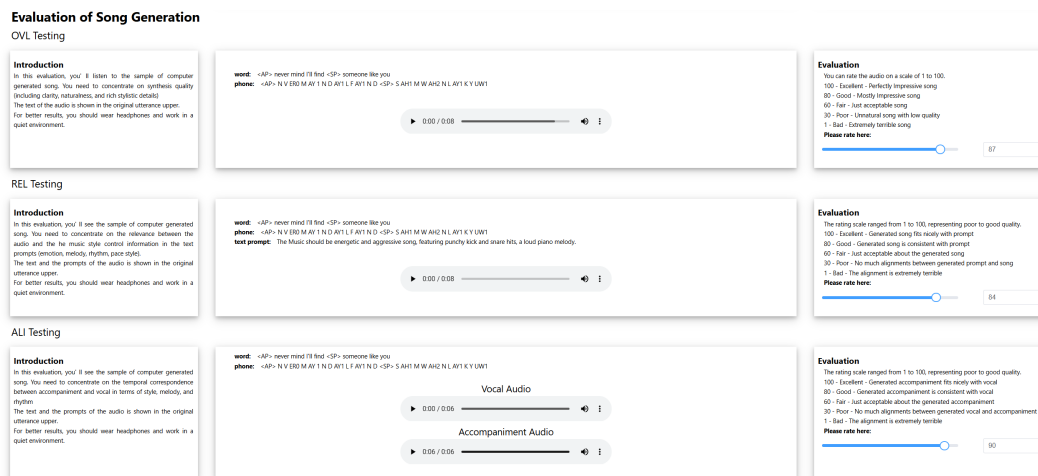 Evaluation of Song Generation
OVL Testing
Introduction
In this evaluation, you' ll listen to the sample of computer
generated song. You need to concentrate on synthesis quality
(including clarity, naturalness, and rich stylistic details)
The text of the audio is shown in the original utterance upper.
For better results, you should wear headphones and work in a
quiet environment.
word: <AP> never mind I'll find <SP> someone like you
phone: <AP> N V ER0 M AY 1 N D AY1 L F AY1 N D <SP> S AH1 M W AH2 N L AY1 K Y UW1
0:00 / 0:08
Evaluation
You can rate the audio on a scale of 1 to 100.
100 - Excellent - Perfectly Impressive song
80 - Good - Mostly Impressive song
60 - Fair - Just acceptable song
30 - Poor - Unnatural song with low quality
1 - Bad - Extremely terrible song
Please rate here:
87
REL Testing
Introduction
In this evaluation, you' ll see the sample of computer generated
song. You need to concentrate on the relevance between the
audio and the he music style control information in the text
prompts (emotion, melody, rhythm, pace style).
The text and the prompts of the audio is shown in the original
utterance upper.
For better results, you should wear headphones and work in a
quiet environment.
word: <AP> never mind I'll find <SP> someone like you
phone: <AP> N V ER0 M AY 1 N D AY1 L F AY1 N D <SP> S AH1 M W AH2 N L AY1 K Y UW1
text prompt: The Music should be energetic and aggressive song, featuring punchy kick and snare hits, a loud piano melody.
0:00 / 0:08
Evaluation
The rating scale ranged from 1 to 100, representing poor to good quality.
100 - Excellent - Generated song fits nicely with prompt
80 - Good - Generated song is consistent with prompt
60 - Fair - Just acceptable about the generated song
30 - Poor - No much alignments between generated prompt and song
1 - Bad - The alignment is extremely terrible
Please rate here:
84
ALI Testing
Introduction
In this evaluation, you' ll see the sample of computer generated
song. You need to concentrate on the temporal correspondence
between accompaniment and vocal in terms of style, melody, and
rhythm
The text and the prompts of the audio is shown in the original
utterance upper.
For better results, you should wear headphones and work in a
quiet environment.
word: <AP> never mind I'll find <SP> someone like you
phone: <AP> N V ER0 M AY 1 N D AY1 L F AY1 N D <SP> S AH1 M W AH2 N L AY1 K Y UW1
Vocal Audio
0:00 / 0:06
Accompaniment Audio
0:06 / 0:06
Evaluation
The rating scale ranged from 1 to 100, representing poor to good quality.
100 - Excellent - Generated accompaniment fits nicely with vocal
80 - Good - Generated accompaniment is consistent with vocal
60 - Fair - Just acceptable about the generated accompaniment
30 - Poor - No much alignments between generated vocal and accompaniment
1 - Bad - The alignment is extremely terrible
Please rate here:
90